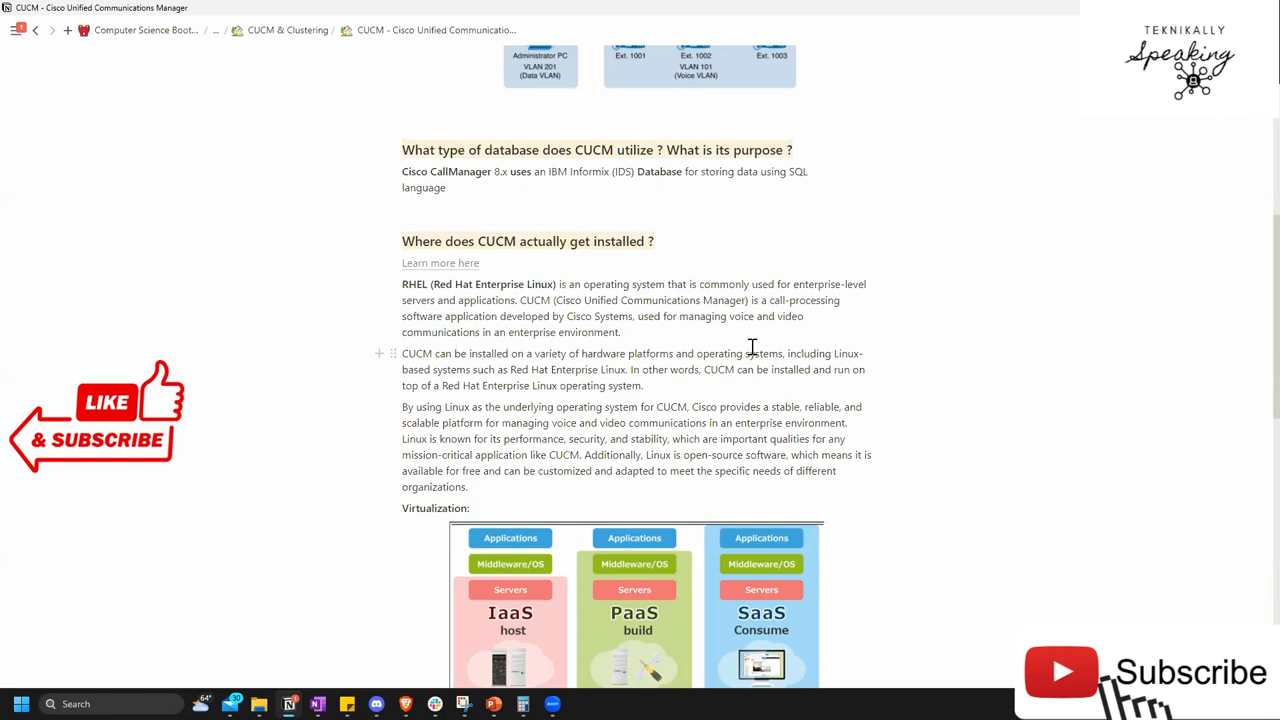 CUCM - Cisco Unified Communications Manager
1
Computer Science Boot... / ... / CUCM & Clustering / CUCM - Cisco Unified Communicatio...
TEKNIKALLY
Speaking
Administrator PC
VLAN 201
(Data VLAN)
Ext. 1001 Ext. 1002 Ext. 1003
VLAN 101
(Voice VLAN)
What type of database does CUCM utilize ? What is its purpose ?
Cisco CallManager 8.x uses an IBM Informix (IDS) Database for storing data using SQL
language
Where does CUCM actually get installed ?
Learn more here
RHEL (Red Hat Enterprise Linux) is an operating system that is commonly used for enterprise-level
servers and applications. CUCM (Cisco Unified Communications Manager) is a call-processing
software application developed by Cisco Systems, used for managing voice and video
communications in an enterprise environment.
CUCM can be installed on a variety of hardware platforms and operating systems, including Linux-
based systems such as Red Hat Enterprise Linux. In other words, CUCM can be installed and run on
top of a Red Hat Enterprise Linux operating system.
By using Linux as the underlying operating system for CUCM, Cisco provides a stable, reliable, and
scalable platform for managing voice and video communications in an enterprise environment.
Linux is known for its performance, security, and stability, which are important qualities for any
mission-critical application like CUCM. Additionally, Linux is open-source software, which means it is
available for free and can be customized and adapted to meet the specific needs of different
organizations.
Virtualization:
Applications Applications Applications
Middleware/OS Middleware/OS Middleware/OS
Servers Servers Servers
IaaS PaaS SaaS
host build Consume
LIKE
& SUBSCRIBE
Subscribe
64°
30
Search